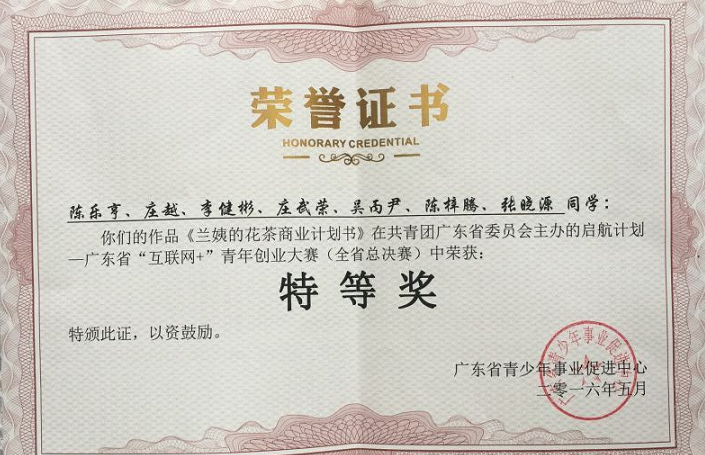 荣誉证书
HONORARY CREDENTIAL
陈乐亨、庄越、李健彬、庄武荣、吴雨尹、陈梓腾、张晓源 同学：
你们的作品《兰姨的花茶商业计划书》在共青团广东省委员会主办的启航计划
—广东省“互联网+”青年创业大赛（全省总决赛）中荣获：
特等奖
特颁此证，以资鼓励。
广东省青少年事业促进中心
二零一六年五月